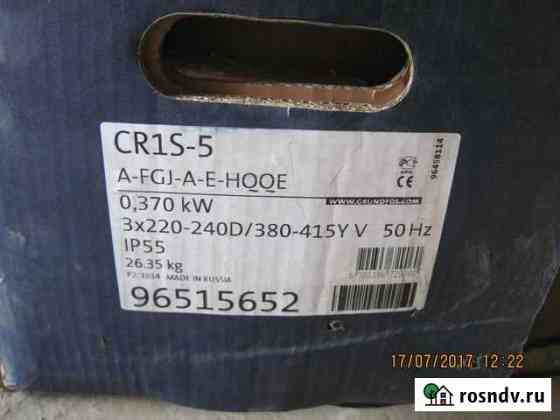 CR1S-5
A-FGJ-A-E-HQQE
0,370 kW
WWW.GRUNDFOS.COM
3x220-240D/380-415Y V 50 Hz
IP55
26.35 kg
MADE IN RUSSIA
96515652
96458114
CE
17/07/2017 12:22
rosndv.ru